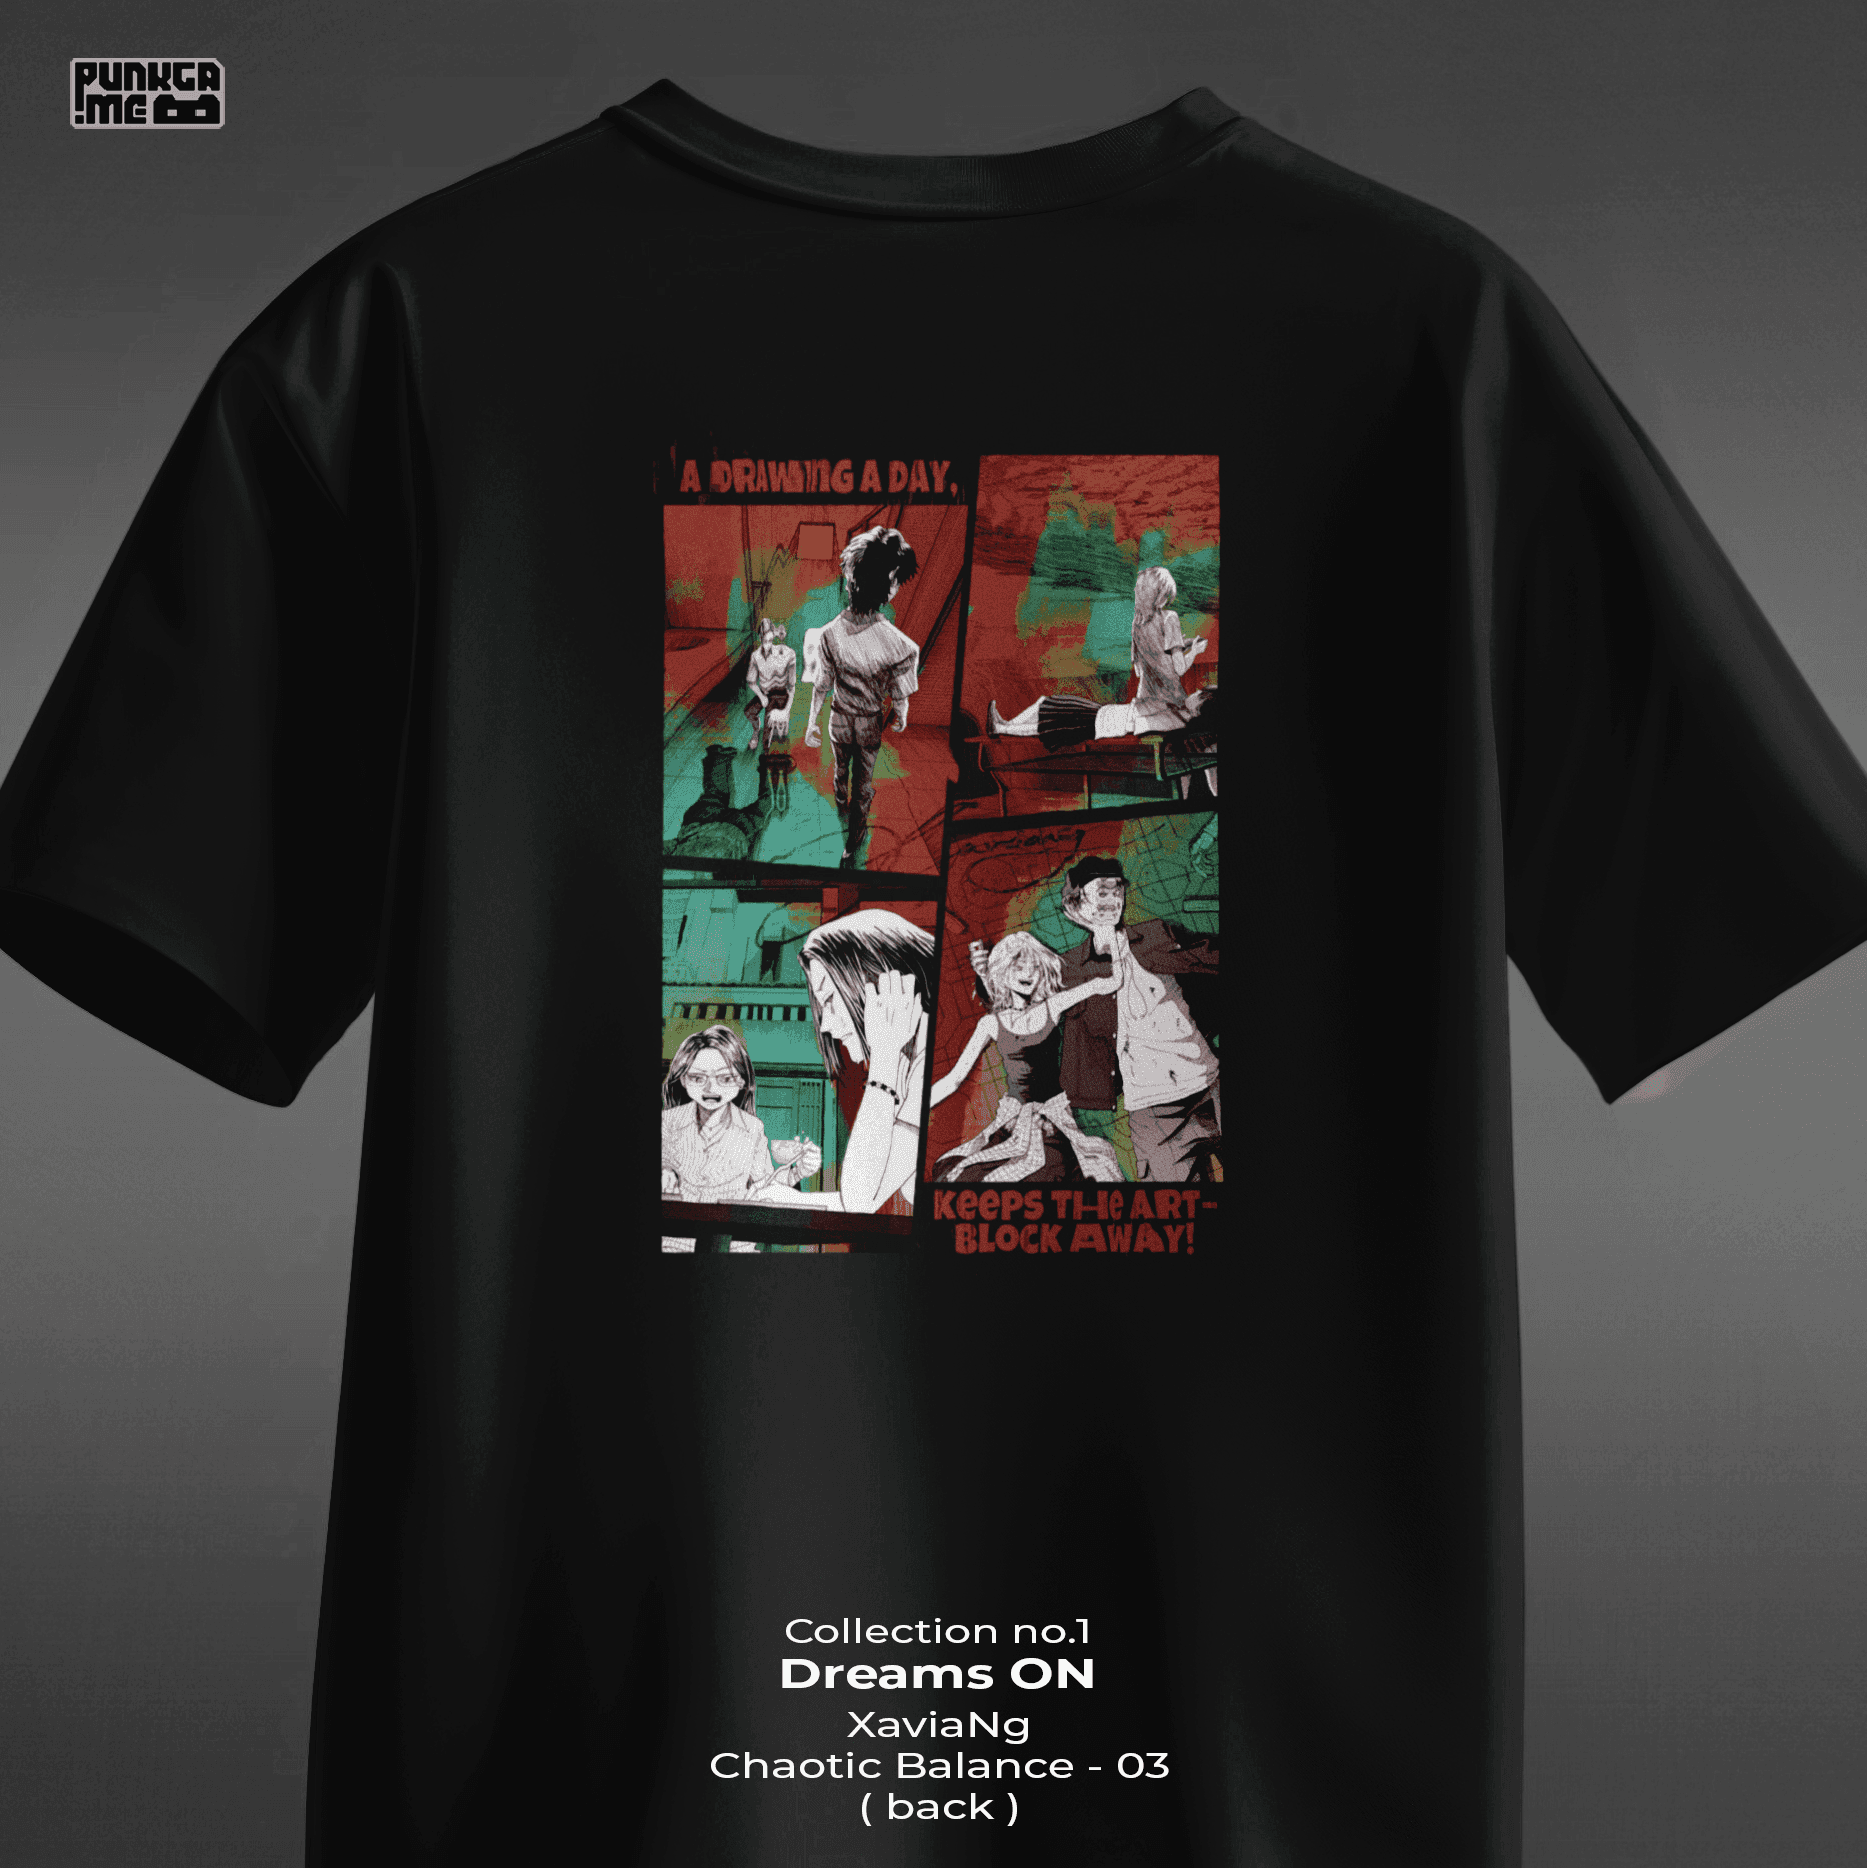 PUNKGA
.ME
A DRAWING A DAY,
KEEPS THE ART-
BLOCK AWAY!
Collection no.1
Dreams ON
XaviaNg
Chaotic Balance - 03
( back )